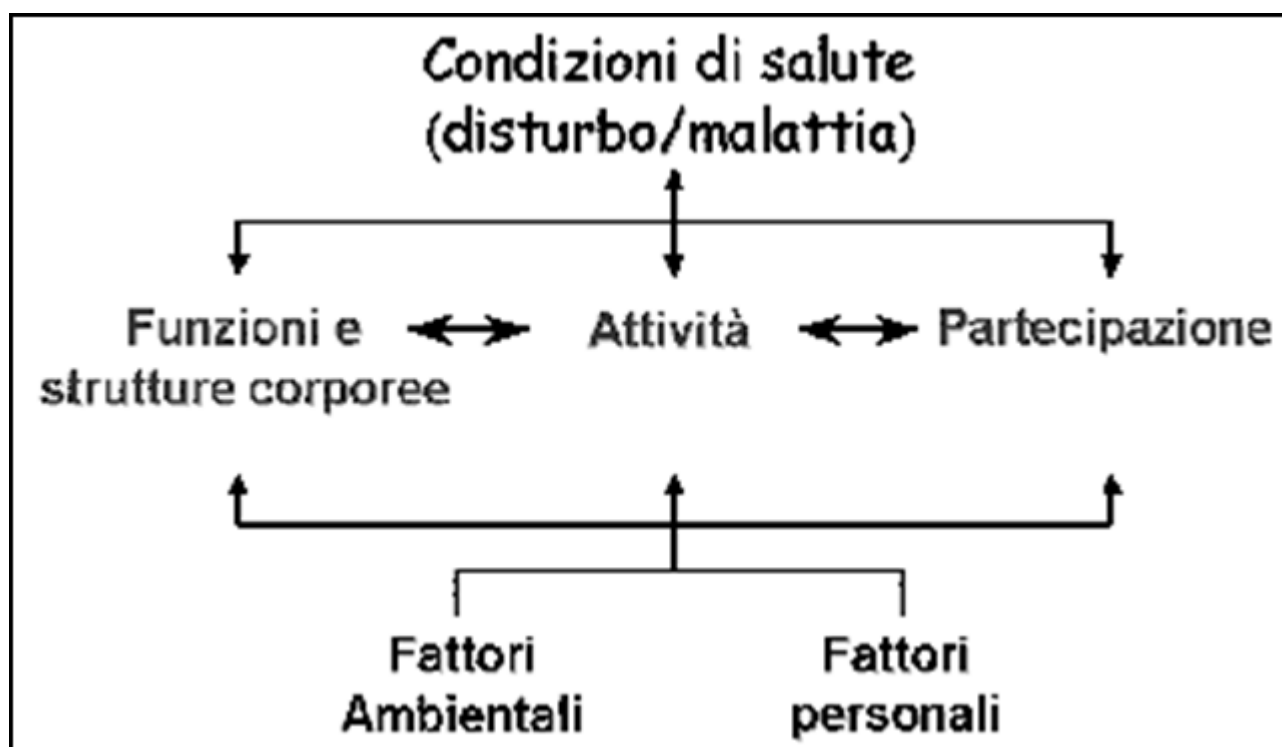 Condizioni di salute
(disturbo/malattia)
Funzioni e
strutture corporee
Attività
Partecipazione
Fattori
Ambientali
Fattori
personali